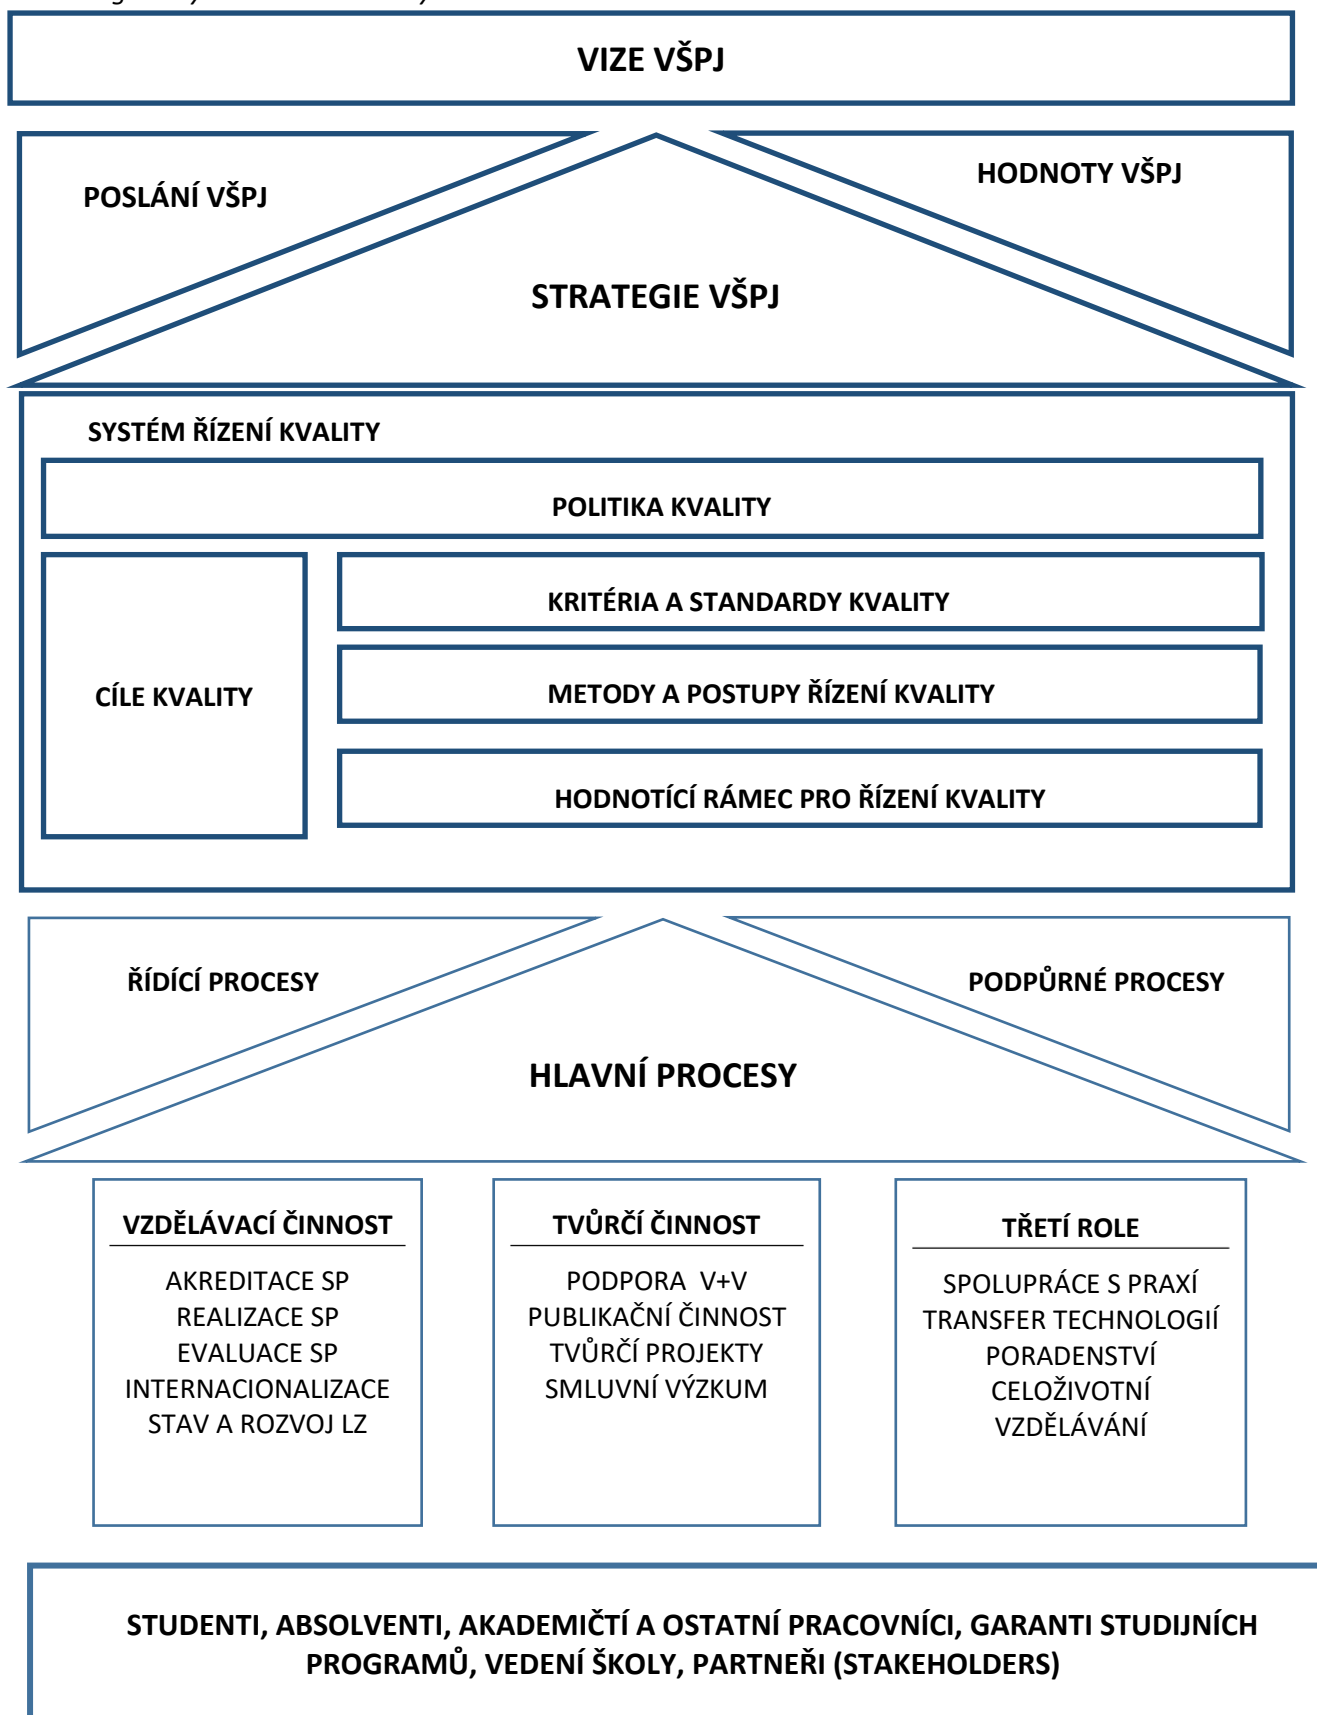 VIZE VŠPJ
POSLÁNÍ VŠPJ
HODNOTY VŠPJ
STRATEGIE VŠPJ
SYSTÉM ŘÍZENÍ KVALITY
POLITIKA KVALITY
KRITÉRIA A STANDARDY KVALITY
CÍLE KVALITY
METODY A POSTUPY ŘÍZENÍ KVALITY
HODNOTÍCÍ RÁMEC PRO ŘÍZENÍ KVALITY
ŘÍDÍCÍ PROCESY
PODPŮRNÉ PROCESY
HLAVNÍ PROCESY
VZDĚLÁVACÍ ČINNOST
AKREDITACE SP
REALIZACE SP
EVALUACE SP
INTERNACIONALIZACE
STAV A ROZVOJ LZ
TVŮRČÍ ČINNOST
PODPORA  V+V
PUBLIKAČNÍ ČINNOST
TVŮRČÍ PROJEKTY
SMLUVNÍ VÝZKUM
TŘETÍ ROLE
SPOLUPRÁCE S PRAXÍ
TRANSFER TECHNOLOGIÍ
PORADENSTVÍ
CELOŽIVOTNÍ
VZDĚLÁVÁNÍ
STUDENTI, ABSOLVENTI, AKADEMIČTÍ A OSTATNÍ PRACOVNÍCI, GARANTI STUDIJNÍCH
PROGRAMŮ, VEDENÍ ŠKOLY, PARTNEŘI (STAKEHOLDERS)